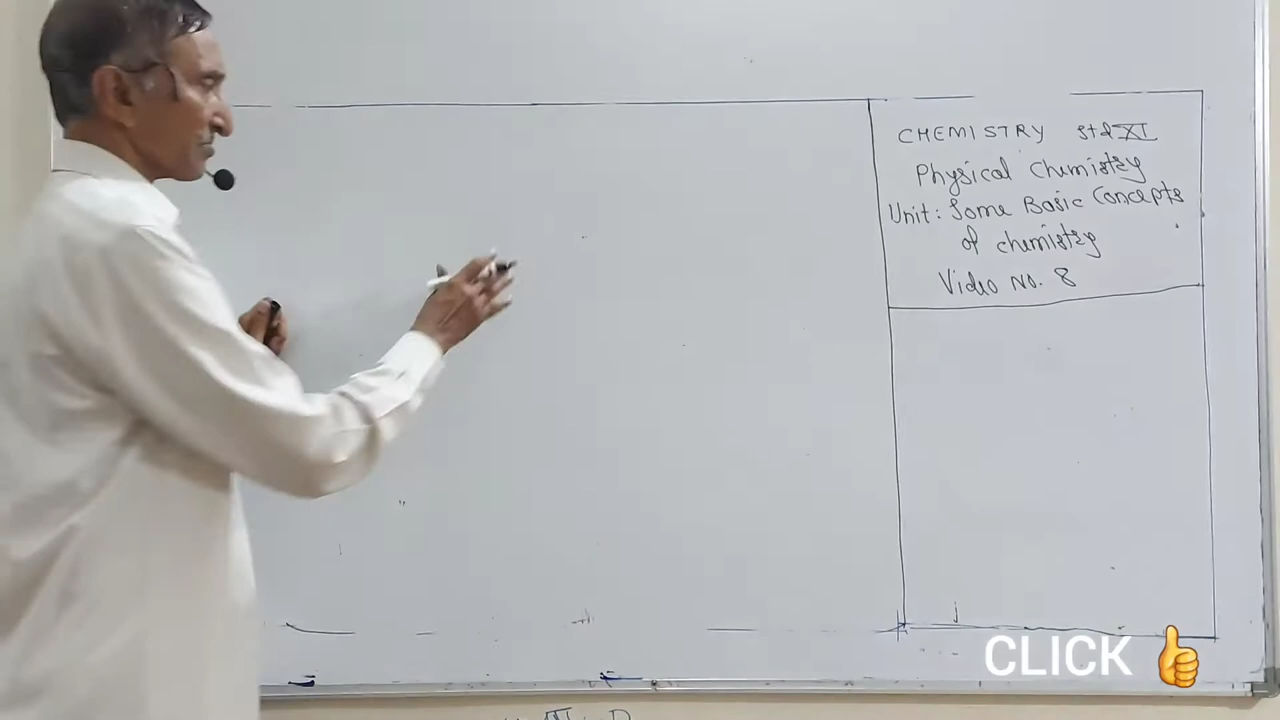 CHEMISTRY Std XI
Physical Chemistry
Unit: Some Basic Concepts
of chemistry
Video No. 8
CLICK 👍